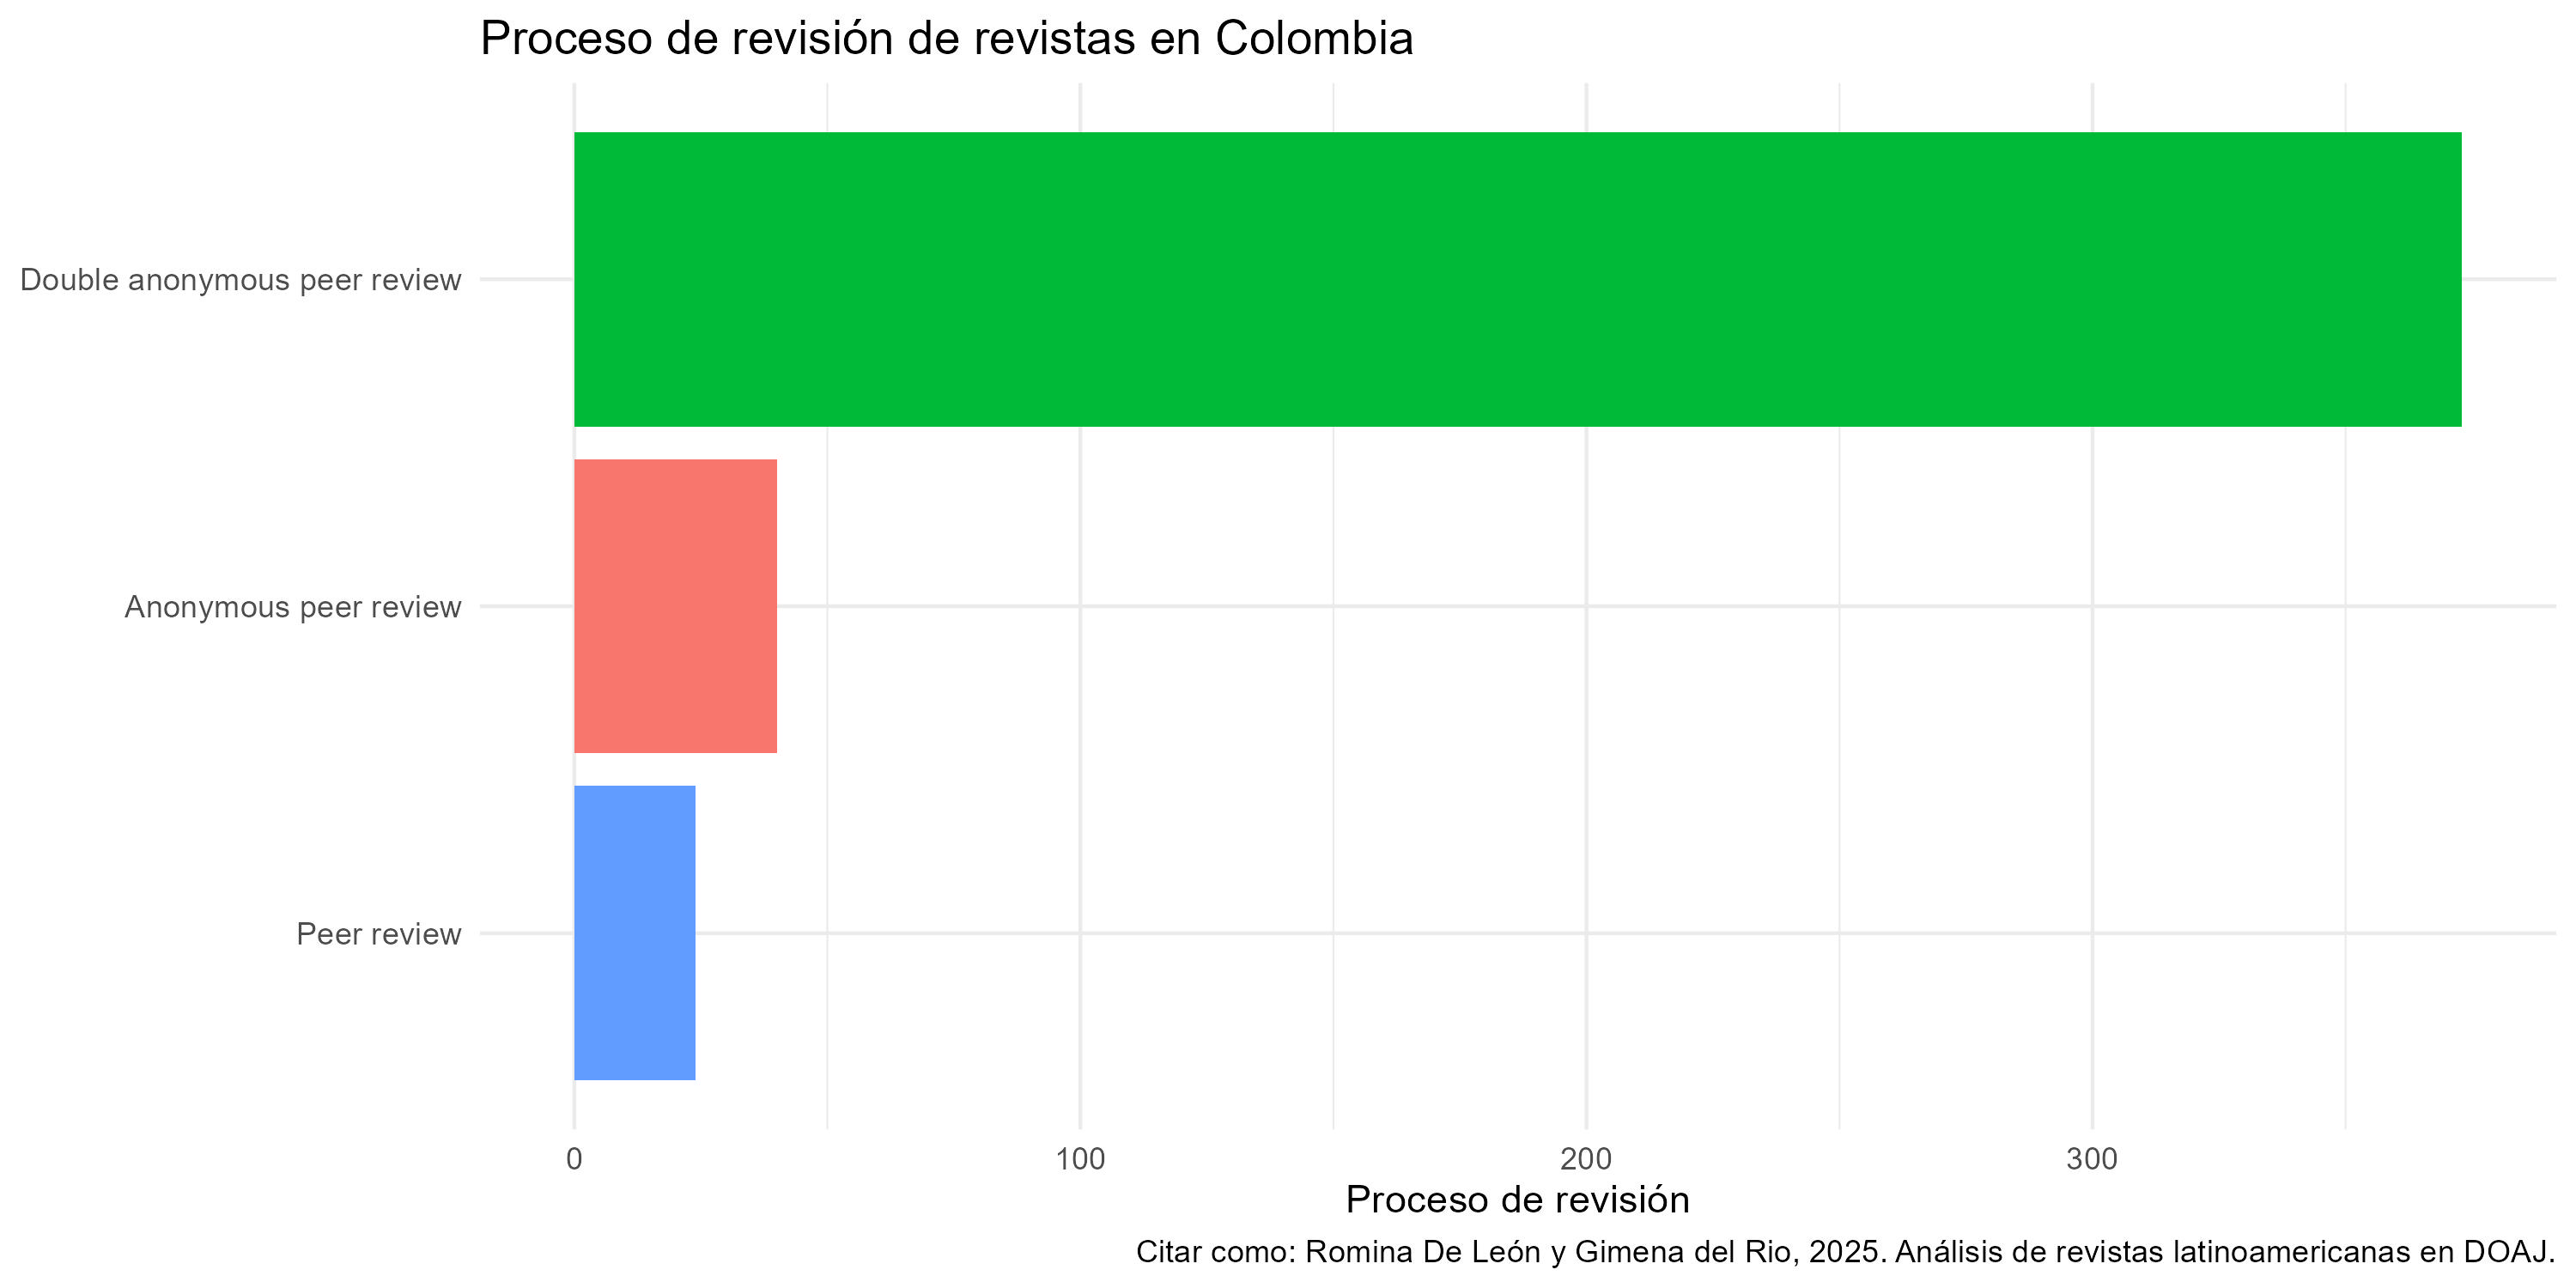 Proceso de revisión de revistas en Colombia
Double anonymous peer review
Anonymous peer review
Peer review
0 100 200 300
Proceso de revisión
Citar como: Romina De León y Gimena del Rio, 2025. Análisis de revistas latinoamericanas en DOAJ.